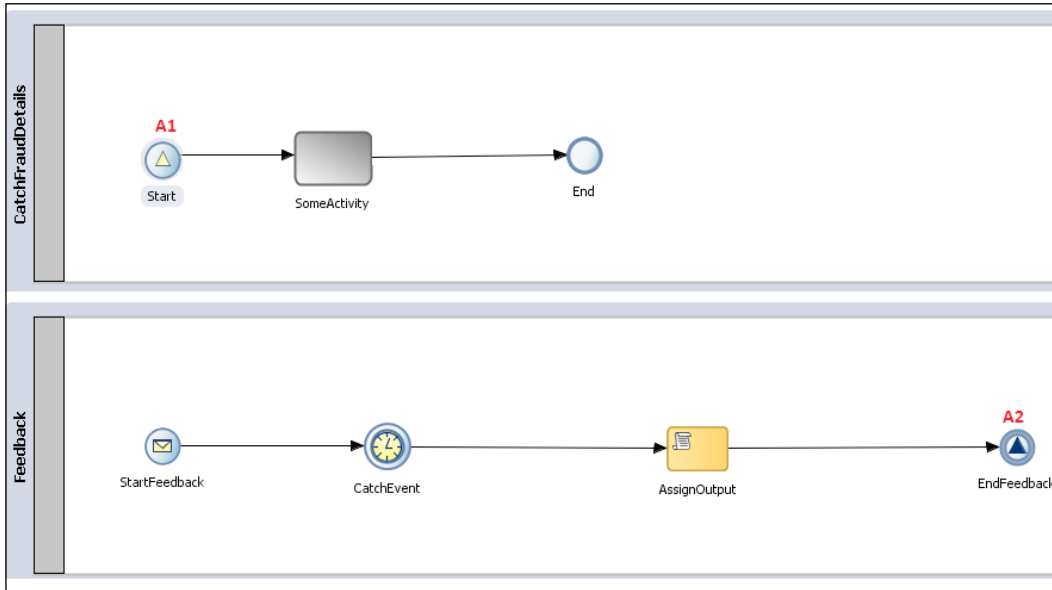 CatchFraudDetails
A1
Start
SomeActivity
End
Feedback
StartFeedback
CatchEvent
AssignOutput
A2
EndFeedback